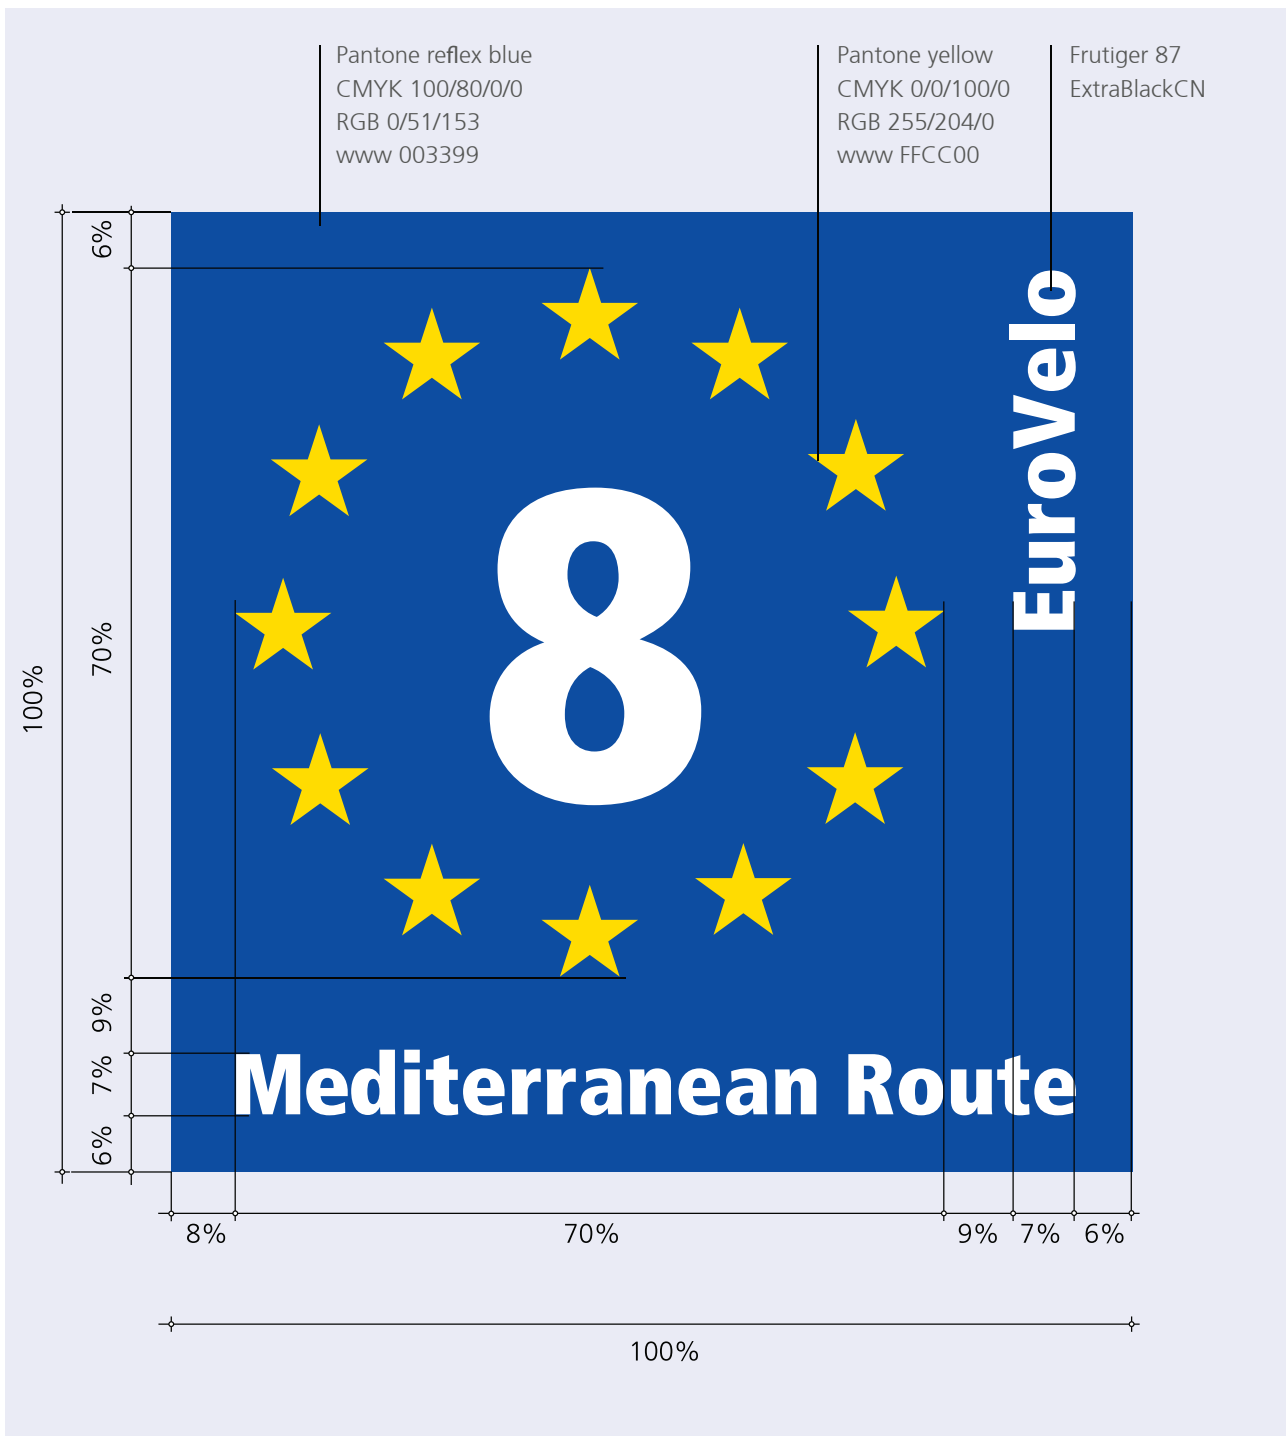 Pantone reflex blue
CMYK 100/80/0/0
RGB 0/51/153
www 003399
Pantone yellow
CMYK 0/0/100/0
RGB 255/204/0
www FFCC00
Frutiger 87
ExtraBlackCN
6%
70%
100%
9%
7%
6%
EuroVelo
8
Mediterranean Route
8%
70%
9%
7%
6%
100%